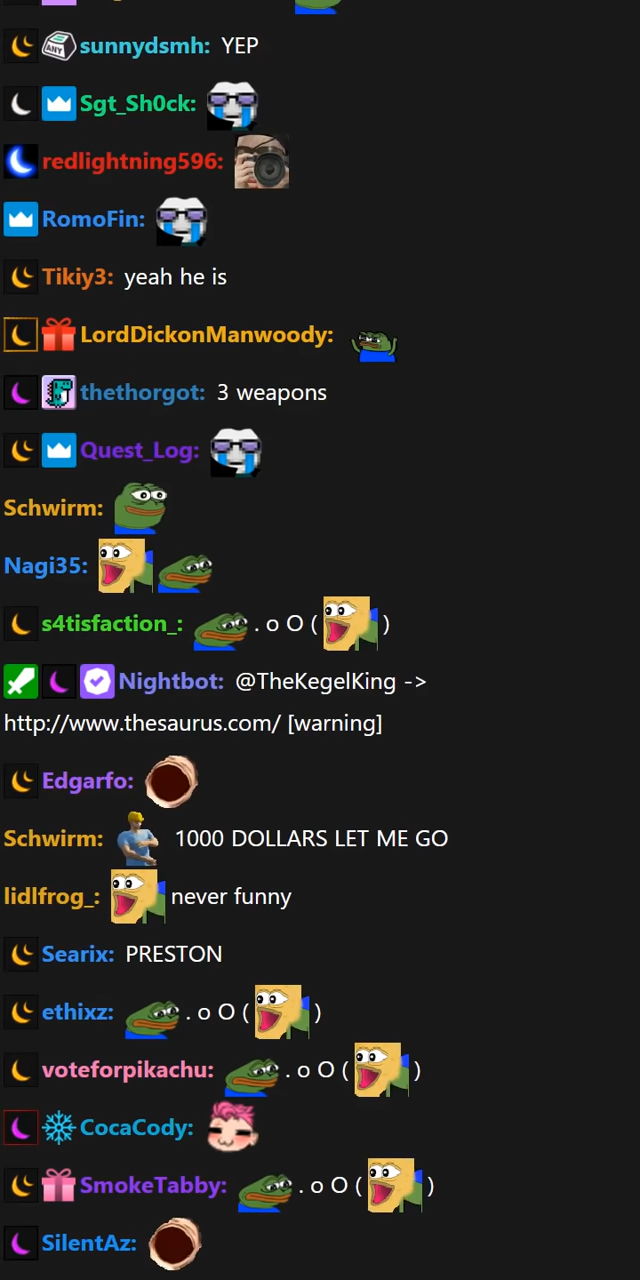 ANY sunnydsmh: YEP
Sgt_Sh0ck:
redlightning596:
RomoFin:
Tikiy3: yeah he is
LordDickonManwoody:
thethorgot: 3 weapons
Quest_Log:
Schwirm:
Nagi35:
s4tisfaction_: . o O ( )
Nightbot: @TheKegelKing ->
http://www.thesaurus.com/ [warning]
Edgarfo:
Schwirm: 1000 DOLLARS LET ME GO
lidlfrog_: never funny
Searix: PRESTON
ethixz: . o O ( )
voteforpikachu: . o O ( )
CocaCody:
SmokeTabby: . o O ( )
SilentAz: